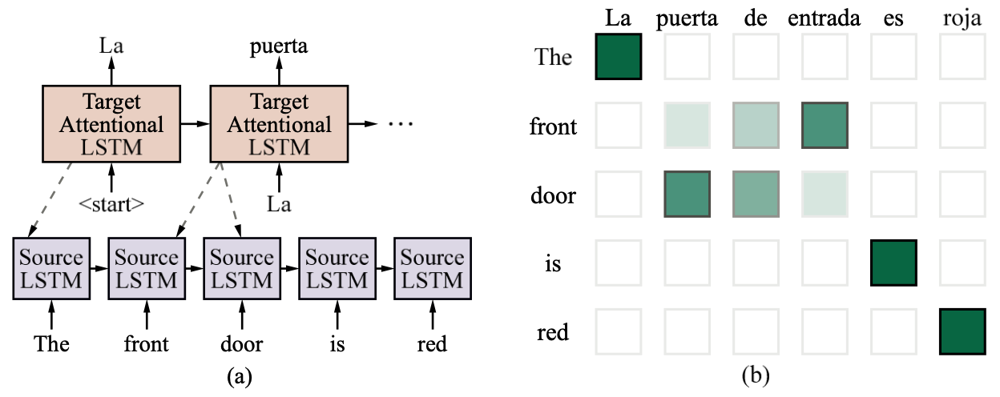 La
puerta
Target
Attentional
LSTM
Target
Attentional
LSTM
...
<start>
La
Source
LSTM
Source
LSTM
Source
LSTM
Source
LSTM
Source
LSTM
The
front
door
is
red
(a)
La puerta de entrada es roja
The
front
door
is
red
(b)